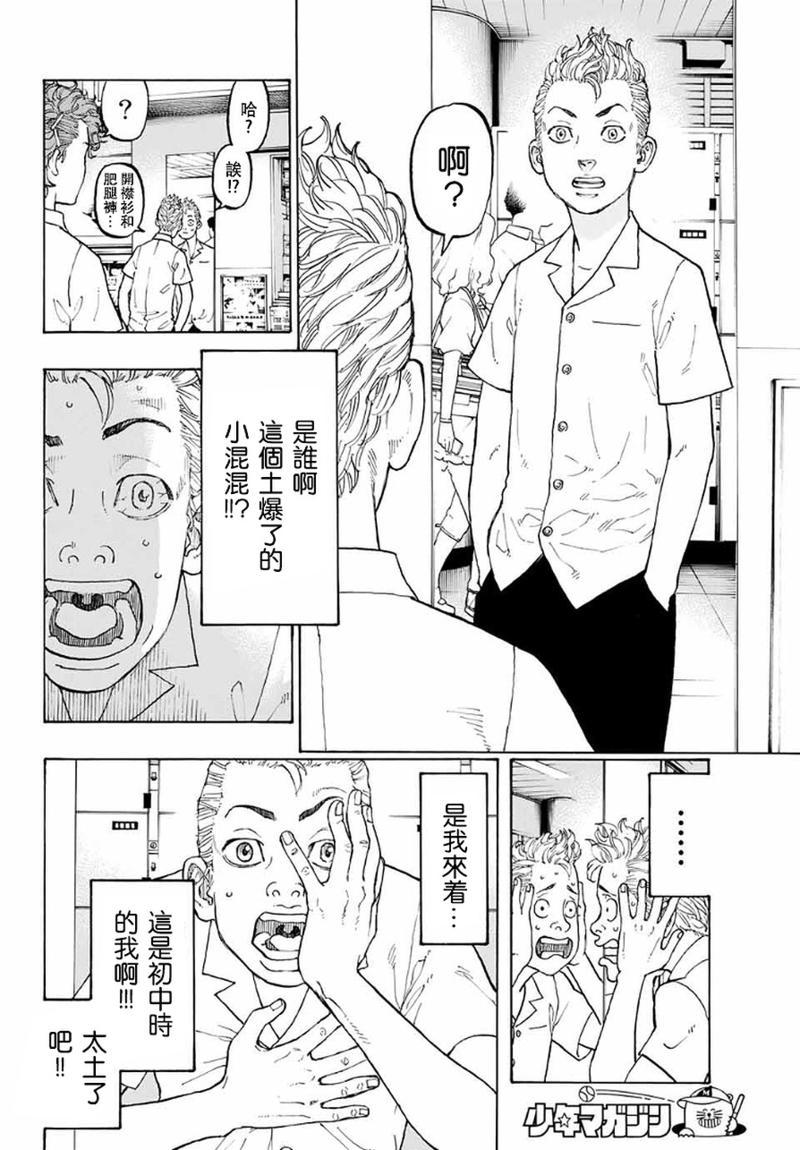 啊？
哈？
誒!?
？
開襟衫和
肥腿褲…
是誰啊
這個土爆了的
小混混!!?
……
是我來着…
這是初中時
的我啊!!!
太土了
吧!!
少年マガジン